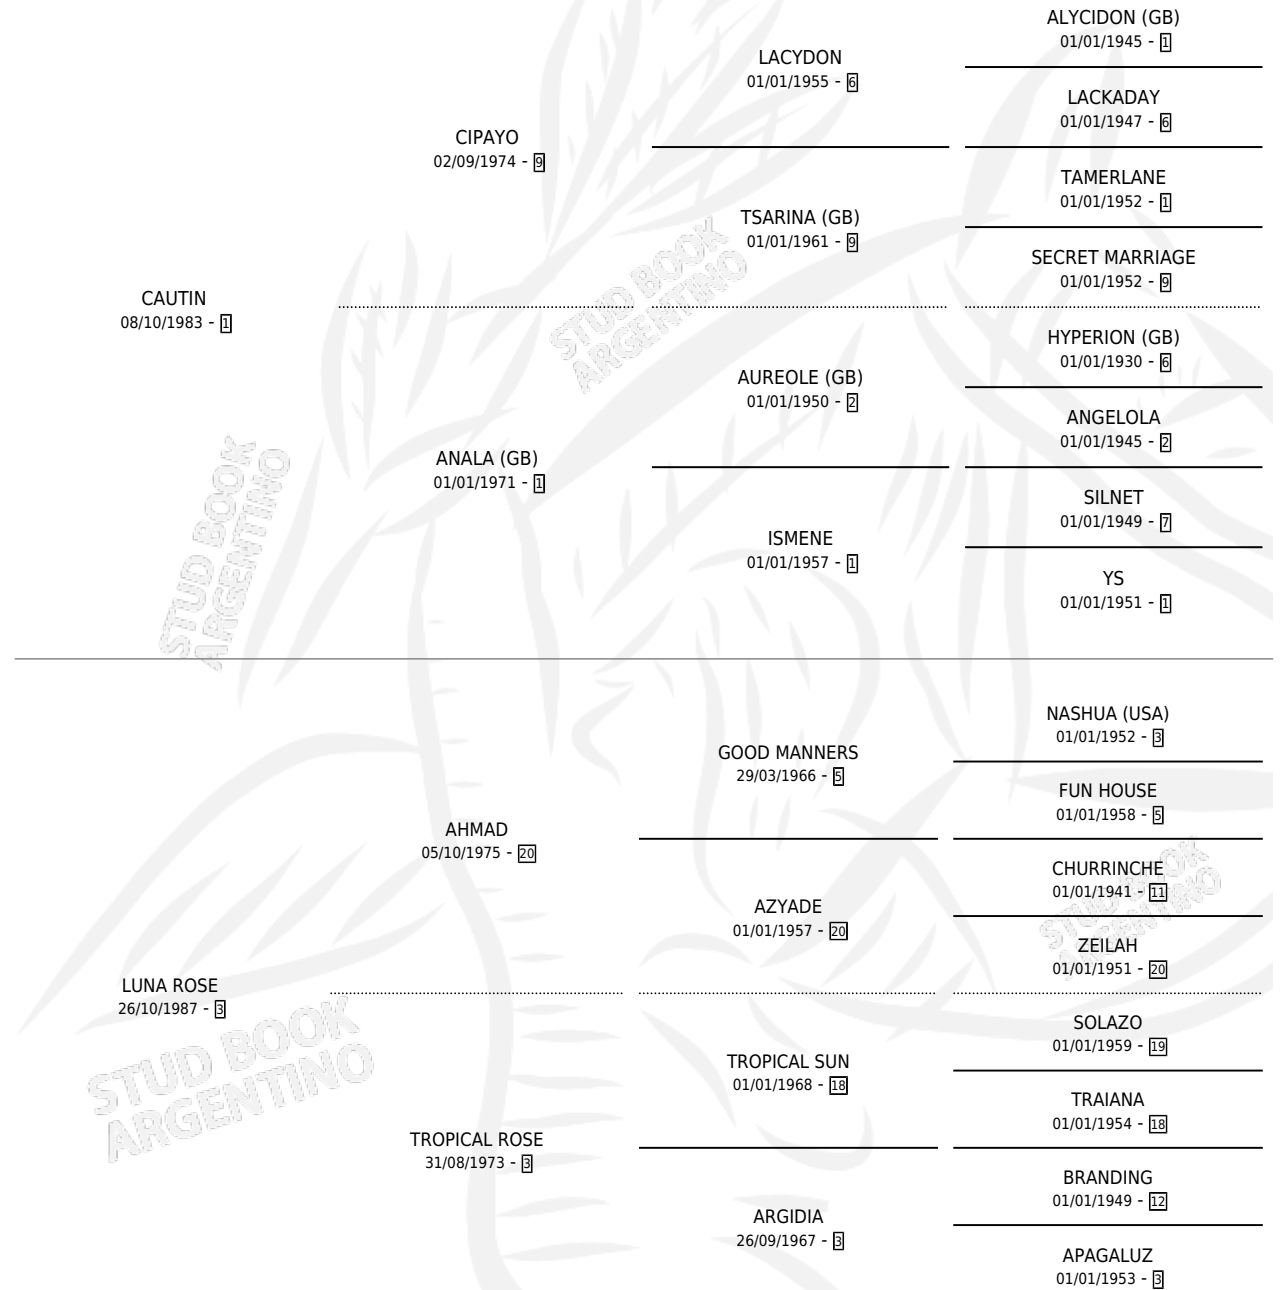 ALYCIDON (GB)
01/01/1945 - 1
LACYDON
01/01/1955 - 6
LACKADAY
01/01/1947 - 6
CIPAYO
02/09/1974 - 9
TAMERLANE
01/01/1952 - 1
TSARINA (GB)
01/01/1961 - 9
SECRET MARRIAGE
01/01/1952 - 9
CAUTIN
08/10/1983 - 1
STUD BOOK
ARGENTINO
HYPERION (GB)
01/01/1930 - 6
AUREOLE (GB)
01/01/1950 - 2
ANGELOLA
01/01/1945 - 2
ANALA (GB)
01/01/1971 - 1
SILNET
01/01/1949 - 7
ISMENE
01/01/1957 - 1
YS
01/01/1951 - 1
STUD BOOK
ARGENTINO
NASHUA (USA)
01/01/1952 - 3
GOOD MANNERS
29/03/1966 - 5
FUN HOUSE
01/01/1958 - 5
AHMAD
05/10/1975 - 20
CHURRINCHE
01/01/1941 - 11
AZYADE
01/01/1957 - 20
STUD BOOK
ARGENTINO
ZEILAH
01/01/1951 - 20
LUNA ROSE
26/10/1987 - 3
SOLAZO
01/01/1959 - 19
STUD BOOK
ARGENTINO
TROPICAL SUN
01/01/1968 - 18
TRAIANA
01/01/1954 - 18
TROPICAL ROSE
31/08/1973 - 3
BRANDING
01/01/1949 - 12
ARGIDIA
26/09/1967 - 3
APAGALUZ
01/01/1953 - 3